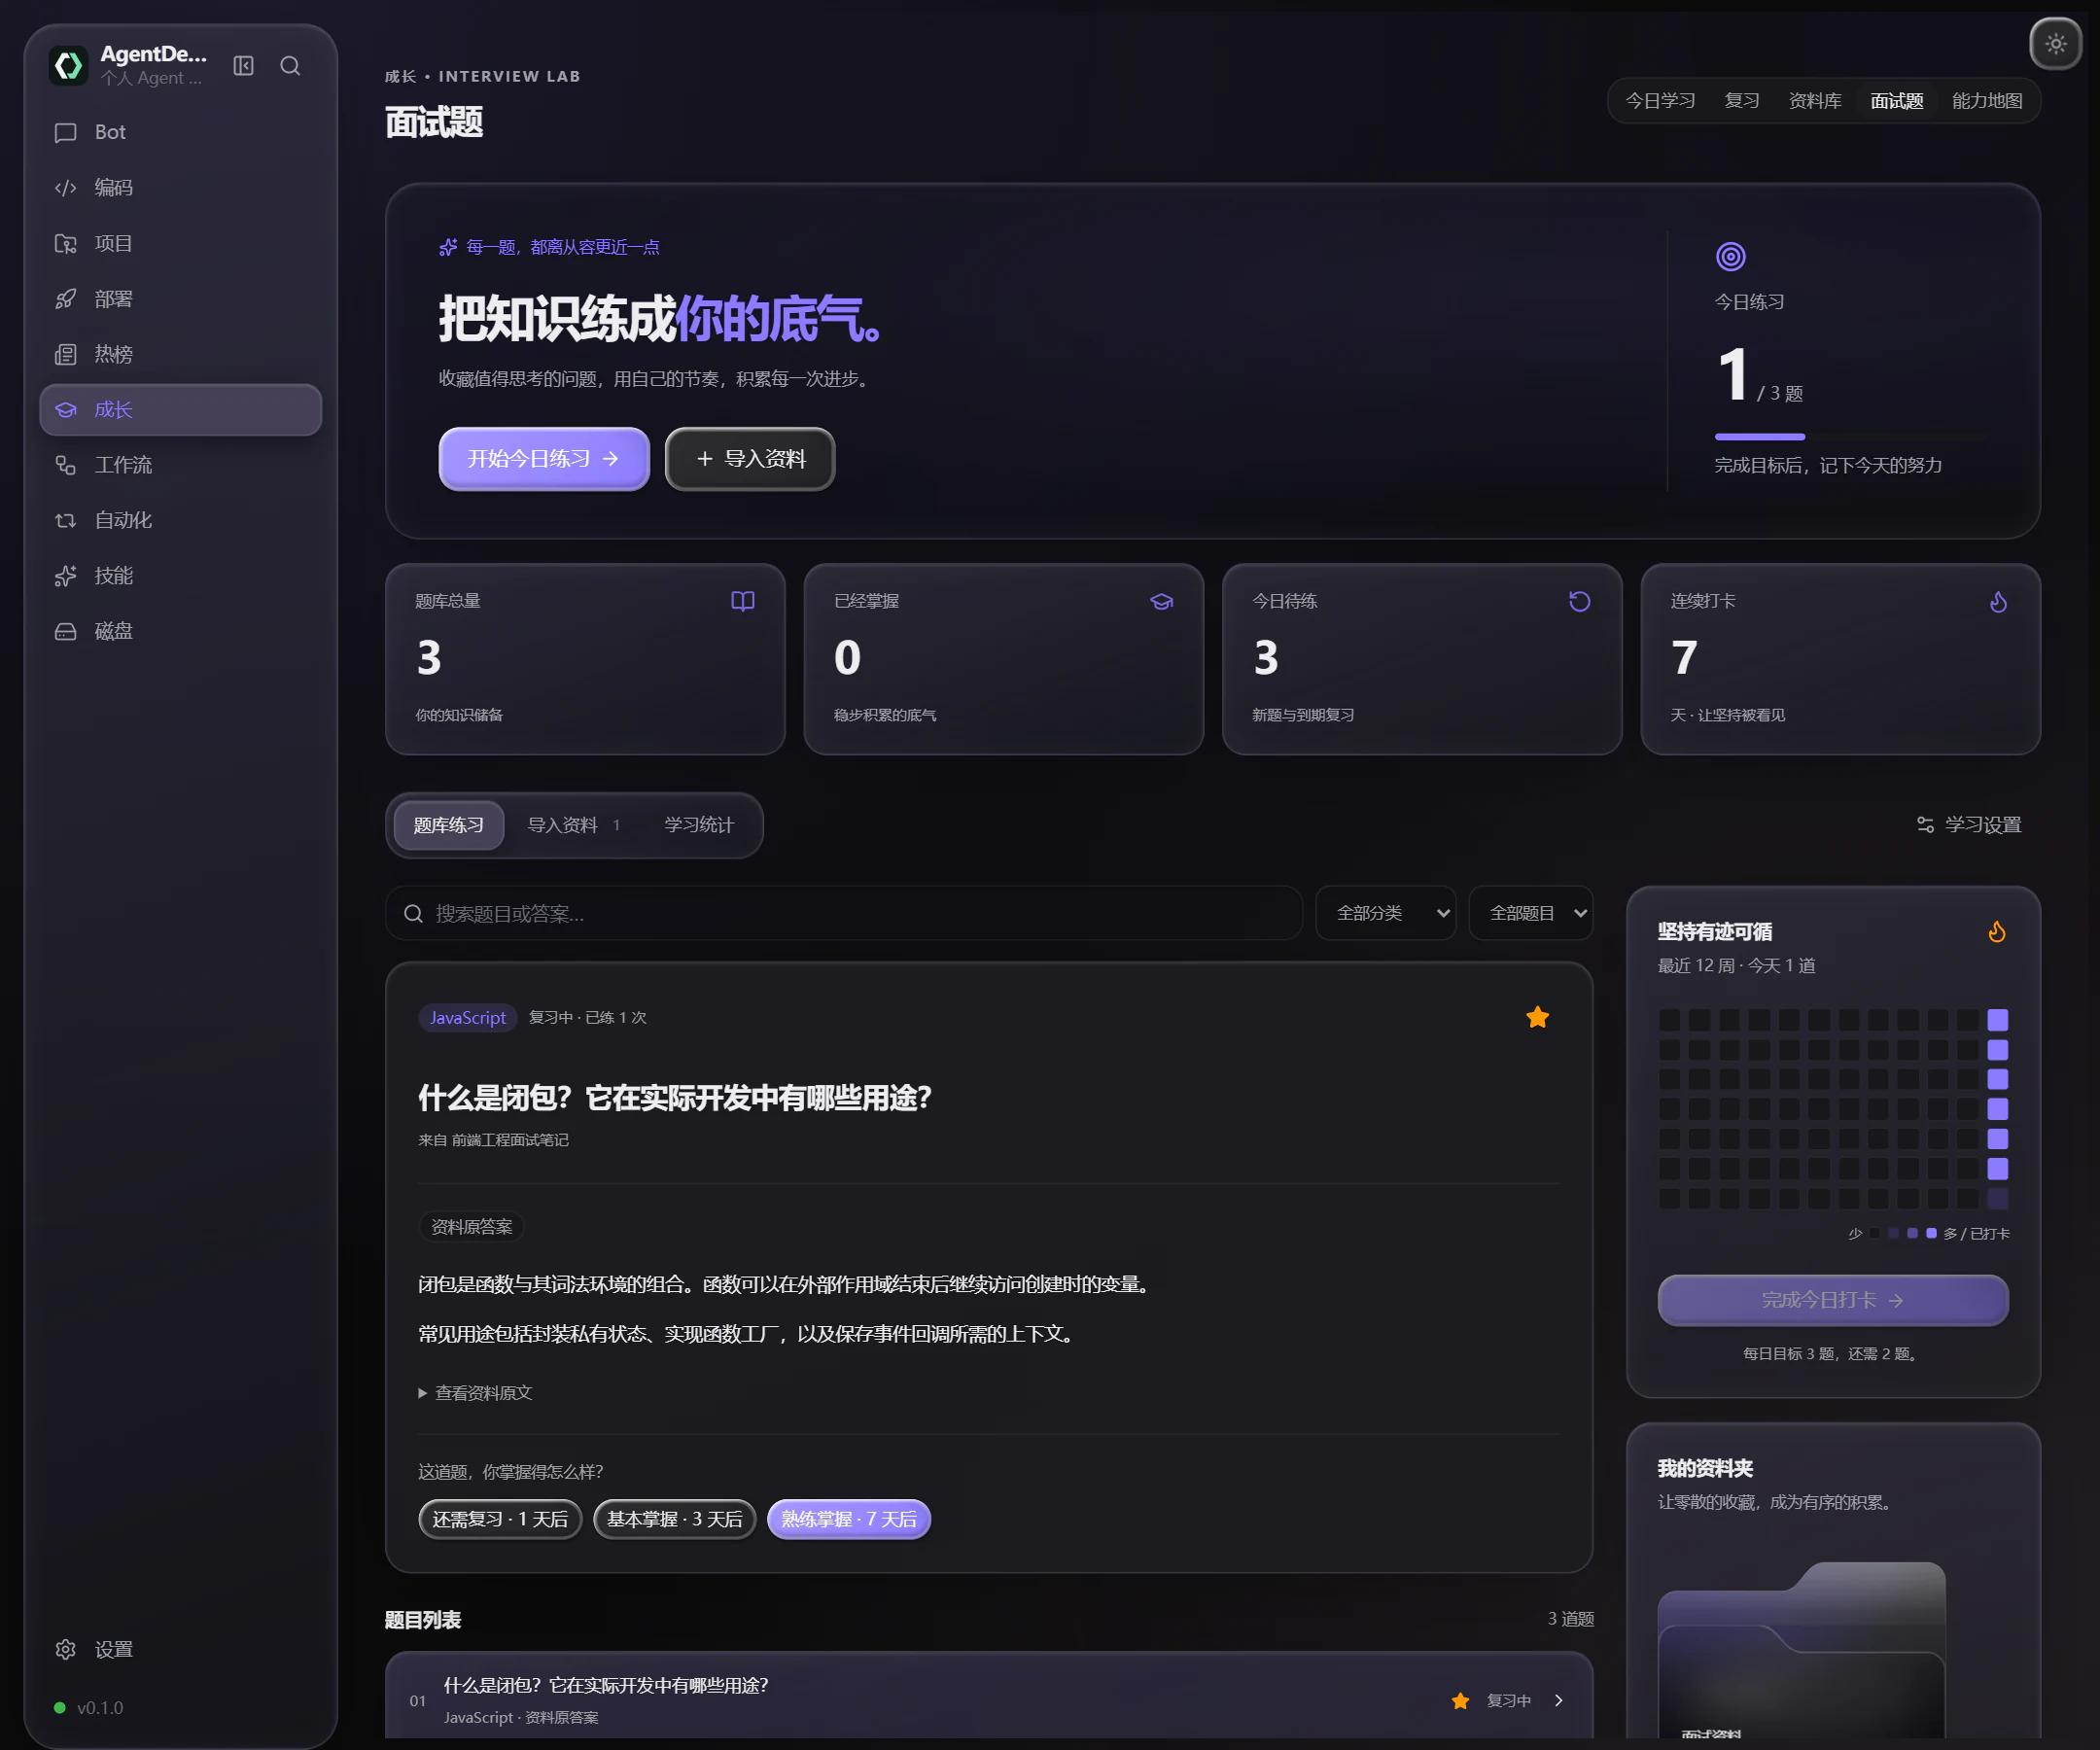 AgentDe...
个人 Agent ...
Bot
编码
项目
部署
热榜
成长
工作流
自动化
技能
磁盘
设置
v0.1.0
成长 • INTERVIEW LAB
面试题
今日学习 复习 资料库 面试题 能力地图
每一题，都离从容更近一点
把知识练成你的底气。
收藏值得思考的问题，用自己的节奏，积累每一次进步。
开始今日练习 →
+ 导入资料
今日练习
1 / 3 题
完成目标后，记下今天的努力
题库总量
3
你的知识储备
已经掌握
0
稳步积累的底气
今日待练
3
新题与到期复习
连续打卡
7
天 · 让坚持被看见
题库练习 导入资料 1 学习统计
学习设置
搜索题目或答案...
全部分类
全部题目
JavaScript 复习中 · 已练 1 次
什么是闭包？它在实际开发中有哪些用途？
来自 前端工程面试笔记
资料原答案
闭包是函数与其词法环境的组合。函数可以在外部作用域结束后继续访问创建时的变量。
常见用途包括封装私有状态、实现函数工厂，以及保存事件回调所需的上下文。
▶ 查看资料原文
这道题，你掌握得怎么样？
还需复习 · 1 天后
基本掌握 · 3 天后
熟练掌握 · 7 天后
题目列表
3 道题
01
什么是闭包？它在实际开发中有哪些用途？
JavaScript · 资料原答案
复习中
坚持有迹可循
最近 12 周 · 今天 1 道
少 多 / 已打卡
完成今日打卡 →
每日目标 3 题，还需 2 题。
我的资料夹
让零散的收藏，成为有序的积累。
面试资料